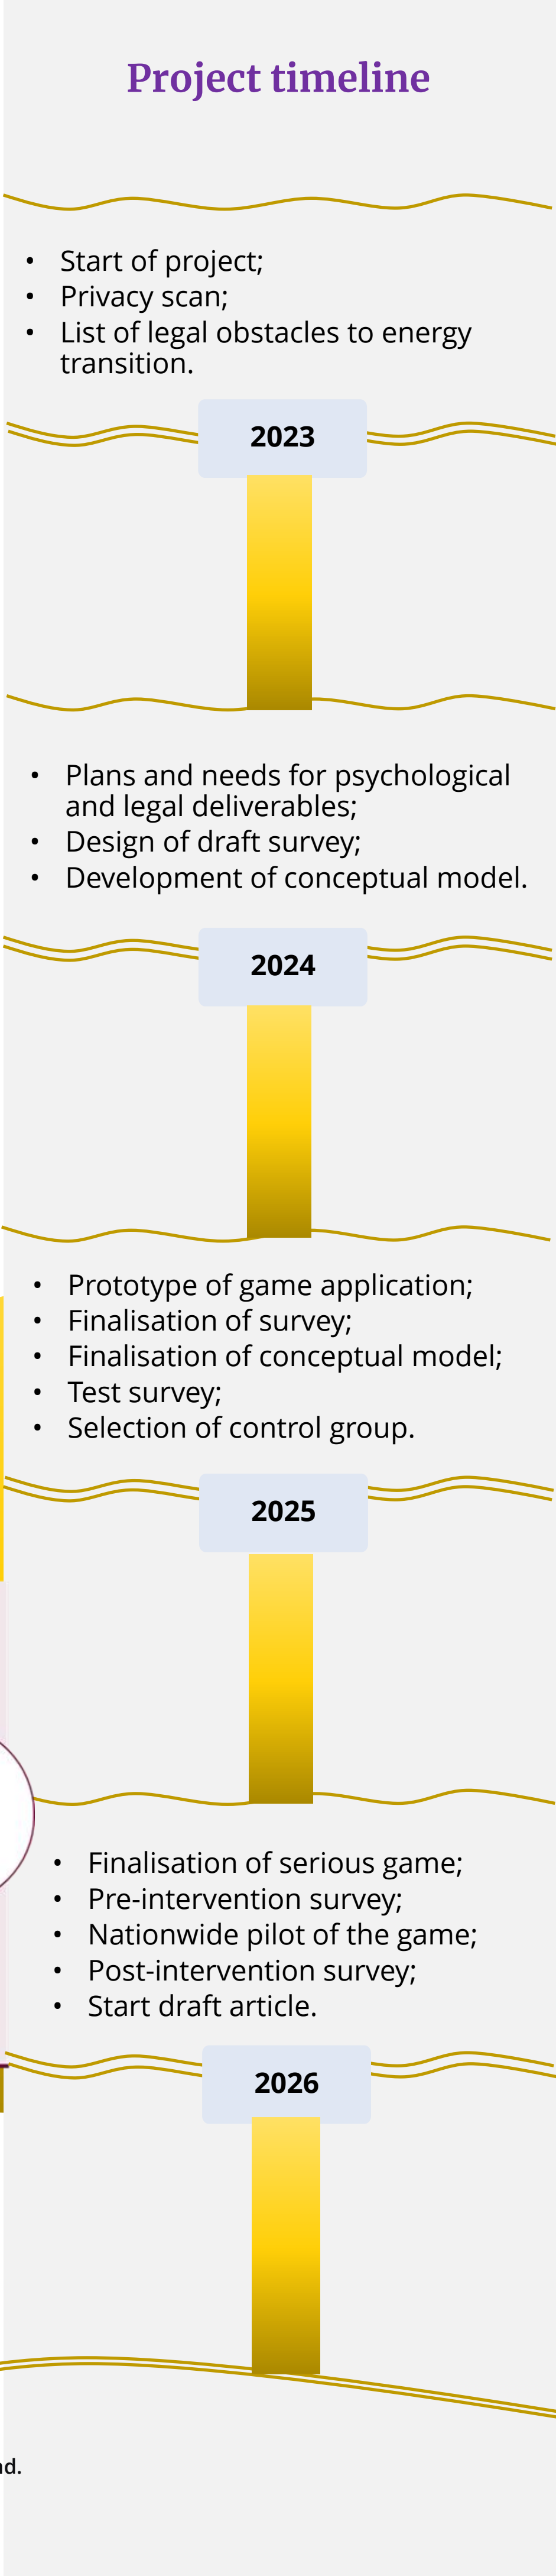 Project timeline
• Start of project;
• Privacy scan;
• List of legal obstacles to energy
transition.
2023
• Plans and needs for psychological
and legal deliverables;
• Design of draft survey;
• Development of conceptual model.
2024
• Prototype of game application;
• Finalisation of survey;
• Finalisation of conceptual model;
• Test survey;
• Selection of control group.
2025
• Finalisation of serious game;
• Pre-intervention survey;
• Nationwide pilot of the game;
• Post-intervention survey;
• Start draft article.
2026